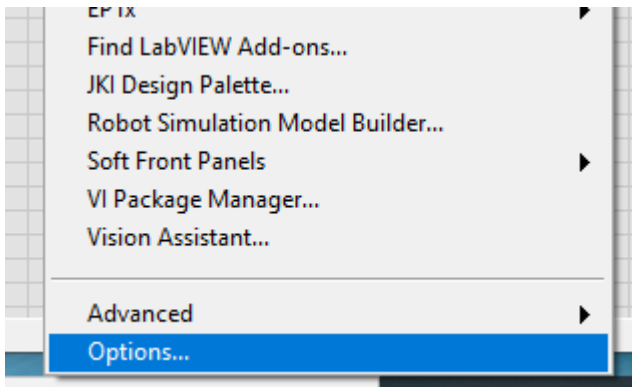 Find LabVIEW Add-ons...
JKI Design Palette...
Robot Simulation Model Builder...
Soft Front Panels
VI Package Manager...
Vision Assistant...
Advanced
Options...